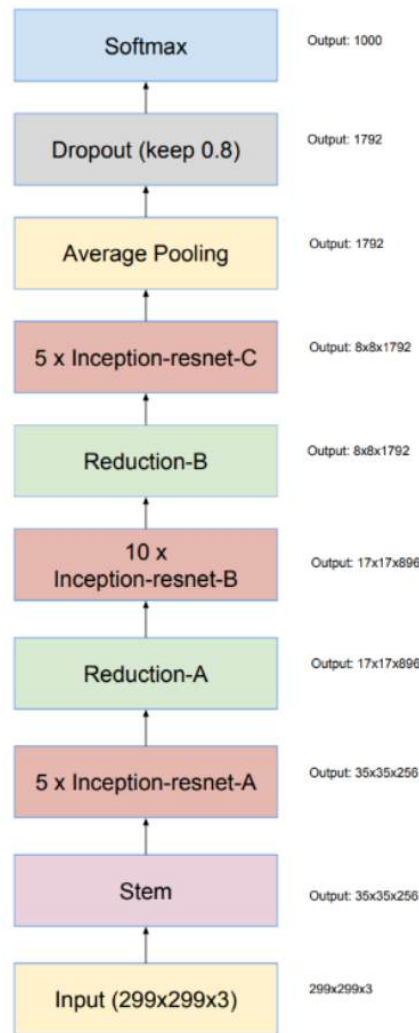 Softmax
Output: 1000
Dropout (keep 0.8)
Output: 1792
Average Pooling
Output: 1792
5 x Inception-resnet-C
Output: 8x8x1792
Reduction-B
Output: 8x8x1792
10 x
Inception-resnet-B
Output: 17x17x896
Reduction-A
Output: 17x17x896
5 x Inception-resnet-A
Output: 35x35x256
Stem
Output: 35x35x256
Input (299x299x3)
299x299x3